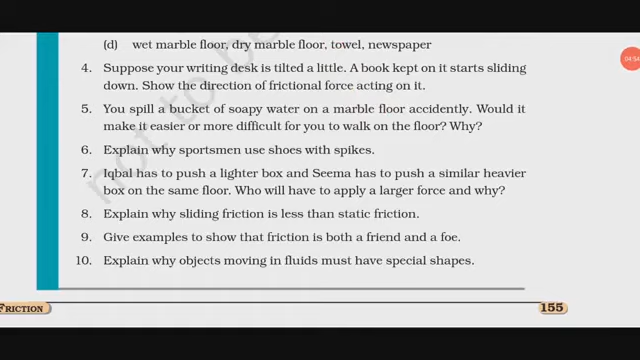 (d) wet marble floor, dry marble floor, towel, newspaper
4. Suppose your writing desk is tilted a little. A book kept on it starts sliding
down. Show the direction of frictional force acting on it.
5. You spill a bucket of soapy water on a marble floor accidently. Would it
make it easier or more difficult for you to walk on the floor? Why?
6. Explain why sportsmen use shoes with spikes.
7. Iqbal has to push a lighter box and Seema has to push a similar heavier
box on the same floor. Who will have to apply a larger force and why?
8. Explain why sliding friction is less than static friction.
9. Give examples to show that friction is both a friend and a foe.
10. Explain why objects moving in fluids must have special shapes.
FRICTION 155
not to be
04:54